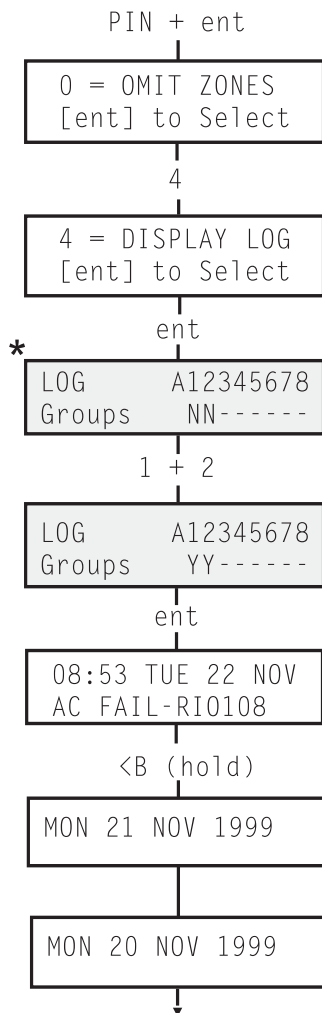 PIN + ent
0 = OMIT ZONES
[ent] to Select
4
4 = DISPLAY LOG
[ent] to Select
ent
*
LOG A12345678
Groups NN------
1 + 2
LOG A12345678
Groups YY------
ent
08:53 TUE 22 NOV
AC FAIL-RIO108
<B (hold)
MON 21 NOV 1999
MON 20 NOV 1999